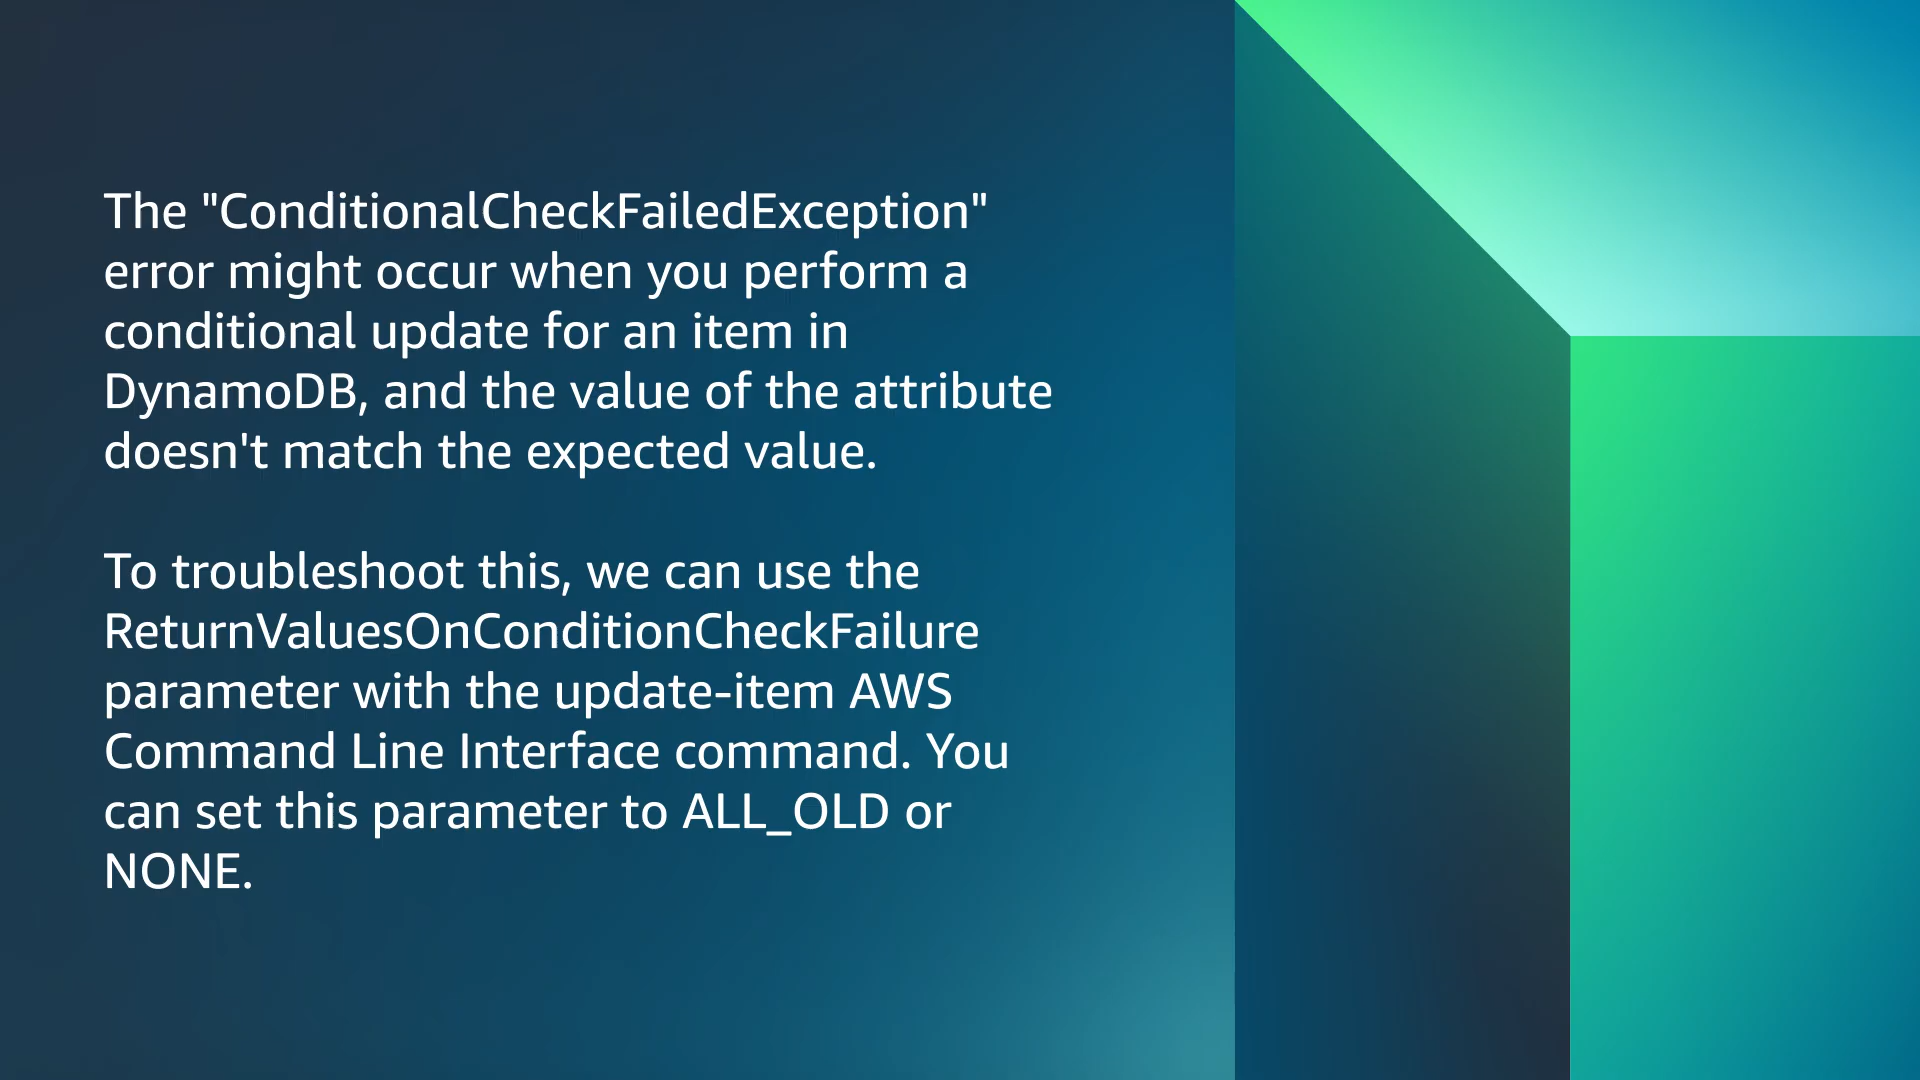 The "ConditionalCheckFailedException"
error might occur when you perform a
conditional update for an item in
DynamoDB, and the value of the attribute
doesn't match the expected value.
To troubleshoot this, we can use the
ReturnValuesOnConditionCheckFailure
parameter with the update-item AWS
Command Line Interface command. You
can set this parameter to ALL_OLD or
NONE.